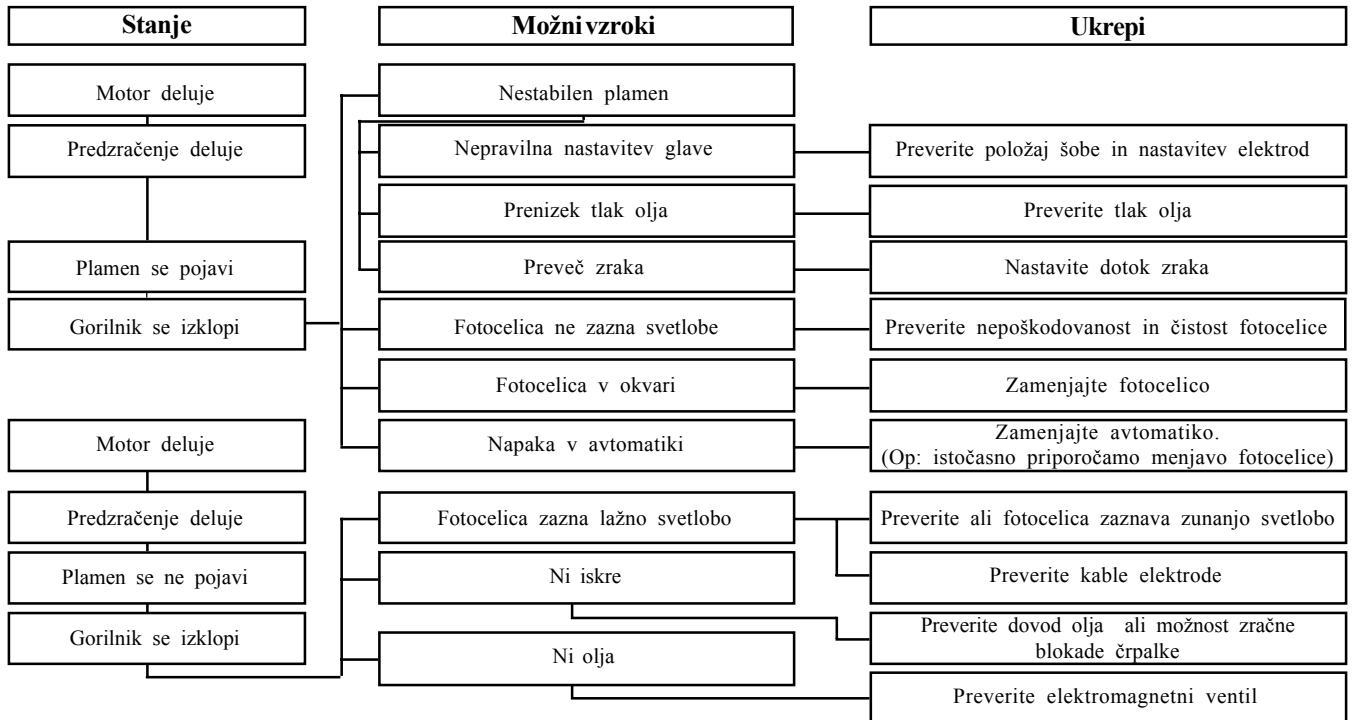 Stanje
Možni vzroki
Ukrepi
Motor deluje
Nestabilen plamen
Predzračenje deluje
Nepravilna nastavitev glave
Preverite položaj šobe in nastavitev elektrod
Prenizek tlak olja
Preverite tlak olja
Plamen se pojavi
Preveč zraka
Nastavite dotok zraka
Gorilnik se izklopi
Fotocelica ne zazna svetlobe
Preverite nepoškodovanost in čistost fotocelice
Fotocelica v okvari
Zamenjajte fotocelico
Motor deluje
Napaka v avtomatiki
Zamenjajte avtomatiko.
(Op: istočasno priporočamo menjavo fotocelice)
Predzračenje deluje
Fotocelica zazna lažno svetlobo
Preverite ali fotocelica zaznava zunanjo svetlobo
Plamen se ne pojavi
Ni iskre
Preverite kable elektrode
Gorilnik se izklopi
Preverite dovod olja ali možnost zračne
blokade črpalke
Ni olja
Preverite elektromagnetni ventil